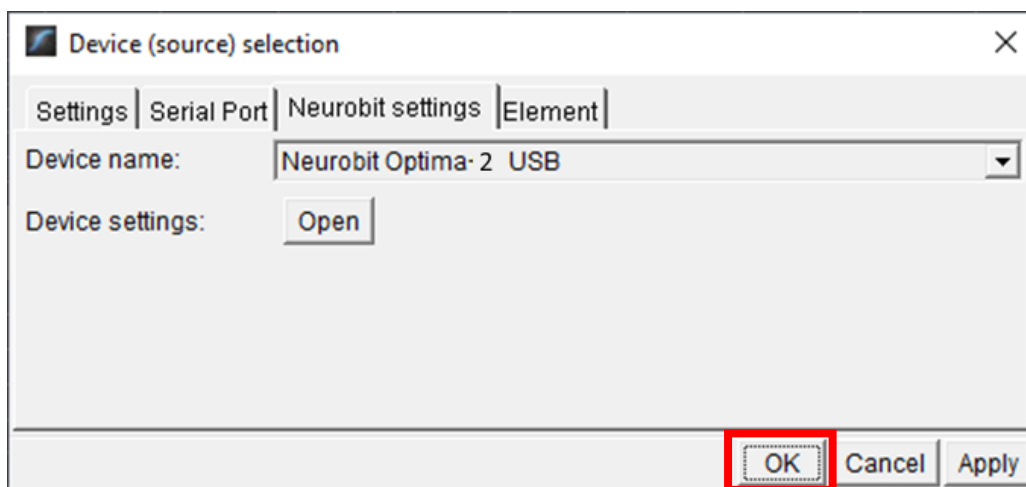 Device (source) selection
Settings Serial Port Neurobit settings Element
Device name: Neurobit Optima- 2 USB
Device settings: Open
OK Cancel Apply